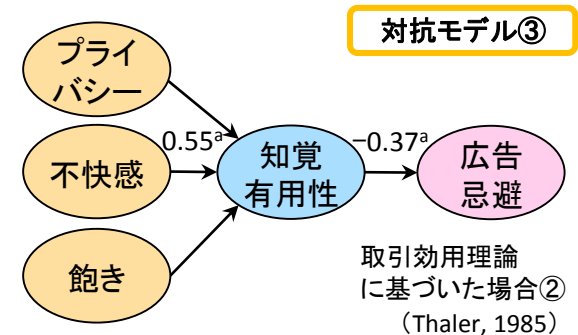 対抗モデル③
プライ
バシー
不快感
飽き
0.55ᵃ
知覚
有用性
−0.37ᵃ
広告
忌避
取引効用理論
に基づいた場合②
（Thaler, 1985）